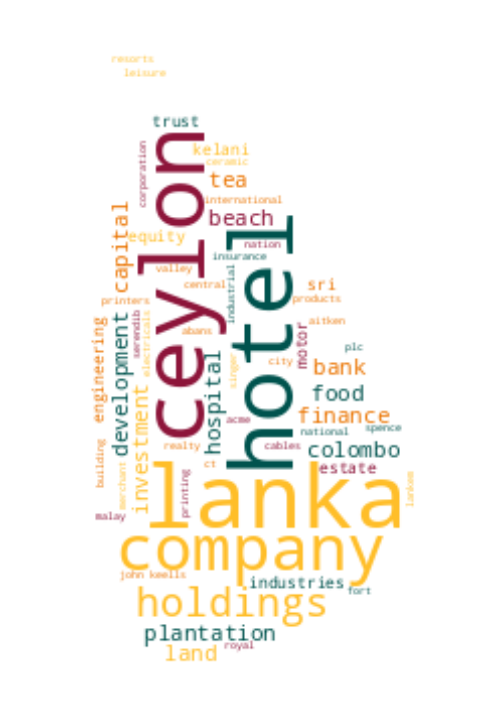 resorts
leisure
trust
ceylon
corporation
kelani
ceramic
tea
international
capital
beach
hotel
equity
nation
insurance
valley
central
industrial
sri
products
printers
development
serendib
electricals
abans
engineering
motor
aitken
hospital
singer
plc
city
bank
investment
food
acme
finance
national
spence
building
merchant
realty
cables
colombo
ct
estate
lanka
printing
lankem
malay
company
john keells
industries
fort
holdings
plantation
royal
land